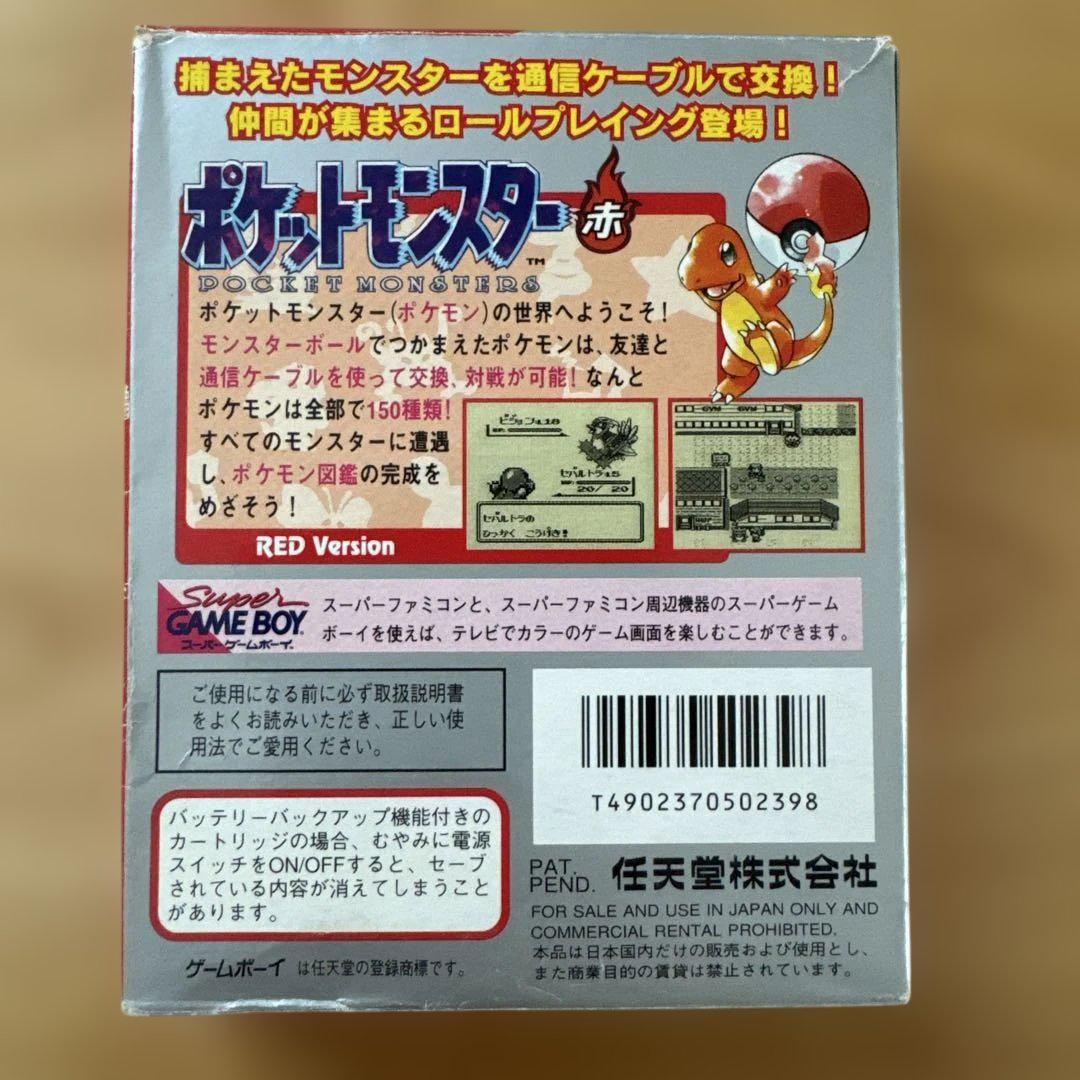 捕まえたモンスターを通信ケーブルで交換！
仲間が集まるロールプレイング登場！
ポケットモンスター 赤
TM
POCKET MONSTERS
ポケットモンスター(ポケモン)の世界へようこそ！
モンスターボールでつかまえたポケモンは、友達と
通信ケーブルを使って交換、対戦が可能！なんと
ポケモンは全部で150種類！
すべてのモンスターに遭遇
し、ポケモン図鑑の完成を
めざそう！
RED Version
20/ 20
ひっかく こうげき！
GYM GYM
Super
GAME BOY
スーパーゲームボーイ
スーパーファミコンと、スーパーファミコン周辺機器のスーパーゲーム
ボーイを使えば、テレビでカラーのゲーム画面を楽しむことができます。
ご使用になる前に必ず取扱説明書
をよくお読みいただき、正しい使
用法でご愛用ください。
T4902370502398
バッテリーバックアップ機能付きの
カートリッジの場合、むやみに電源
スイッチをON/OFFすると、セーブ
されている内容が消えてしまうこと
があります。
PAT.
PEND. 任天堂株式会社
FOR SALE AND USE IN JAPAN ONLY AND
COMMERCIAL RENTAL PROHIBITED.
本品は日本国内だけの販売および使用とし、
また商業目的の賃貸は禁止されています。
ゲームボーイ は任天堂の登録商標です。